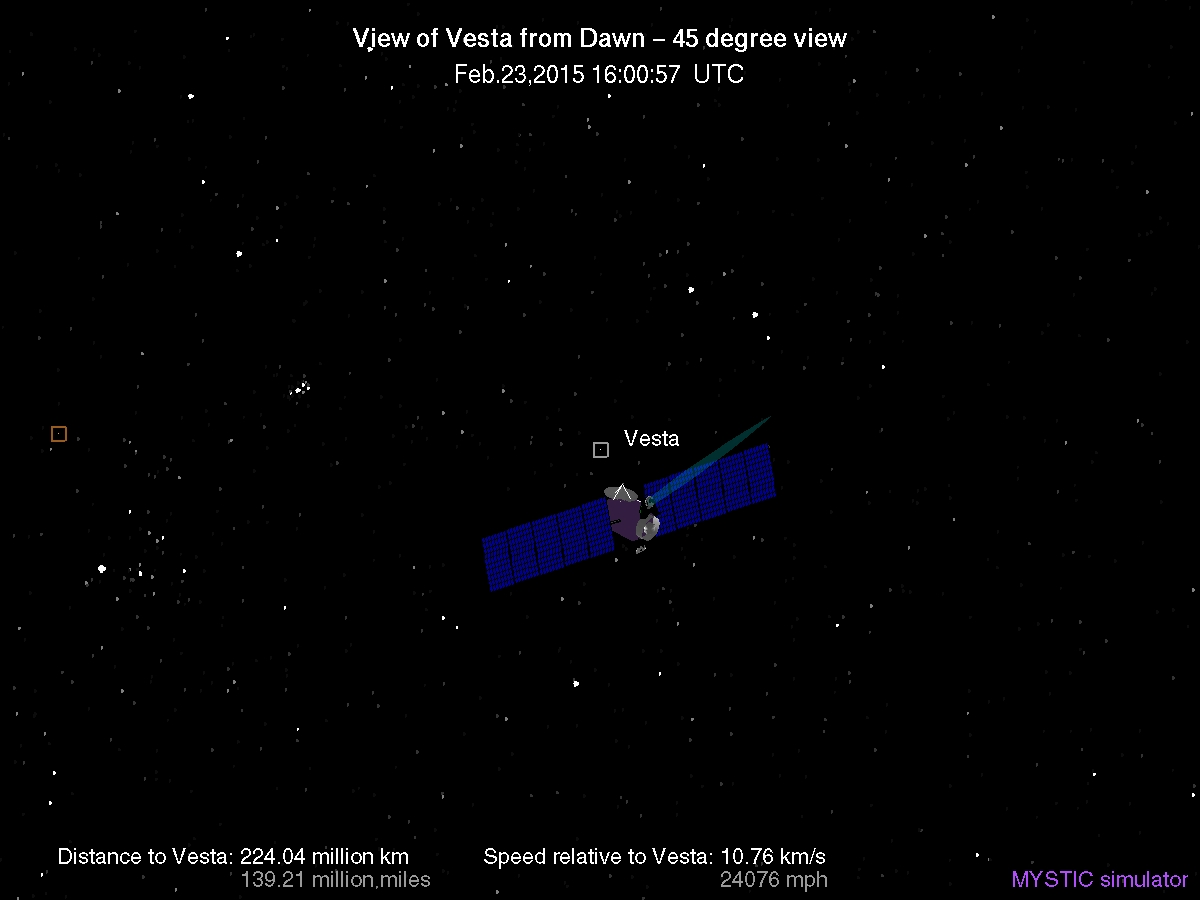 View of Vesta from Dawn – 45 degree view
Feb.23,2015 16:00:57 UTC
Vesta
Distance to Vesta: 224.04 million km
139.21 million miles
Speed relative to Vesta: 10.76 km/s
24076 mph
MYSTIC simulator